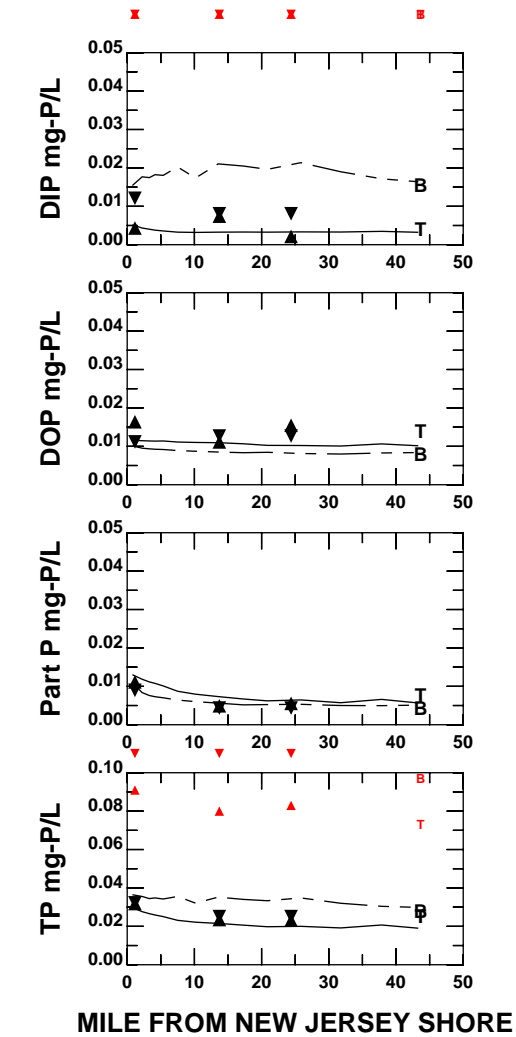 B
DIP mg-P/L
0.05
0.04
0.03
0.02
0.01
0.00
B
T
0 10 20 30 40 50
DOP mg-P/L
0.05
0.04
0.03
0.02
0.01
0.00
T
B
0 10 20 30 40 50
Part P mg-P/L
0.05
0.04
0.03
0.02
0.01
0.00
T
B
0 10 20 30 40 50
TP mg-P/L
0.10
0.08
0.06
0.04
0.02
0.00
B
T
B
T
0 10 20 30 40 50
MILE FROM NEW JERSEY SHORE